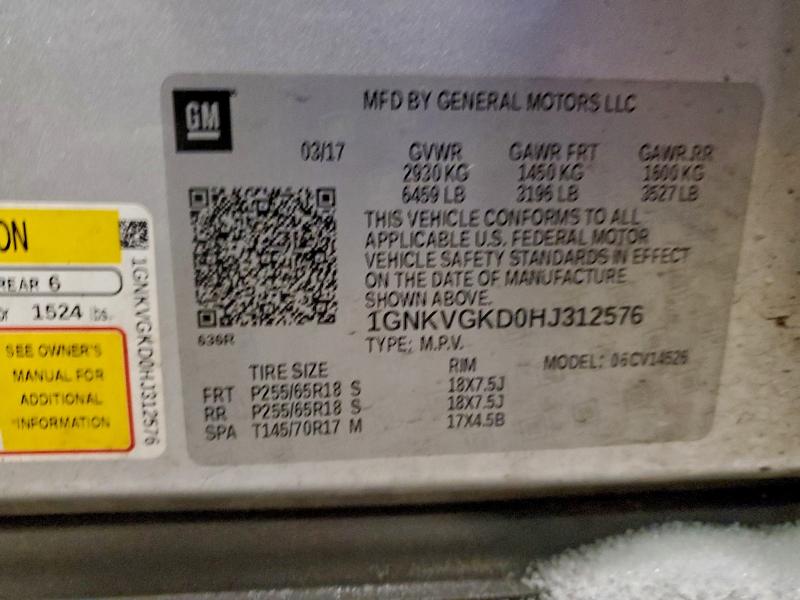 GM
MFD BY GENERAL MOTORS LLC
03/17 GVWR GAWR FRT GAWR RR
2930 KG 1450 KG 1600 KG
6459 LB 3196 LB 3527 LB
THIS VEHICLE CONFORMS TO ALL
APPLICABLE U.S. FEDERAL MOTOR
VEHICLE SAFETY STANDARDS IN EFFECT
ON THE DATE OF MANUFACTURE
SHOWN ABOVE.
1GNKVGKD0HJ312576
636R
TYPE: M.P.V.
MODEL: 06CV14526
TIRE SIZE RIM
FRT P255/65R18 S 18X7.5J
RR P255/65R18 S 18X7.5J
SPA T145/70R17 M 17X4.5B
ON
REAR 6
or 1524 lbs.
SEE OWNER'S
MANUAL FOR
ADDITIONAL
INFORMATION
1GNKVGKD0HJ312576